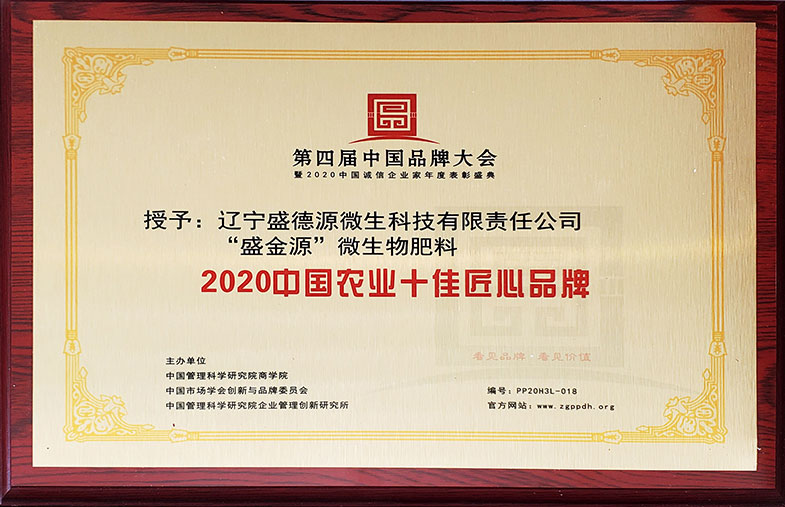 第四届中国品牌大会
暨2020中国诚信企业家年度表彰盛典
授予：辽宁盛德源微生科技有限责任公司
“盛金源”微生物肥料
2020中国农业十佳匠心品牌
看见品牌·看见价值
主办单位
中国管理科学研究院商学院
中国市场学会创新与品牌委员会
中国管理科学研究院企业管理创新研究所
编号：PP20H3L-018
官方网站：www.zgppdh.org